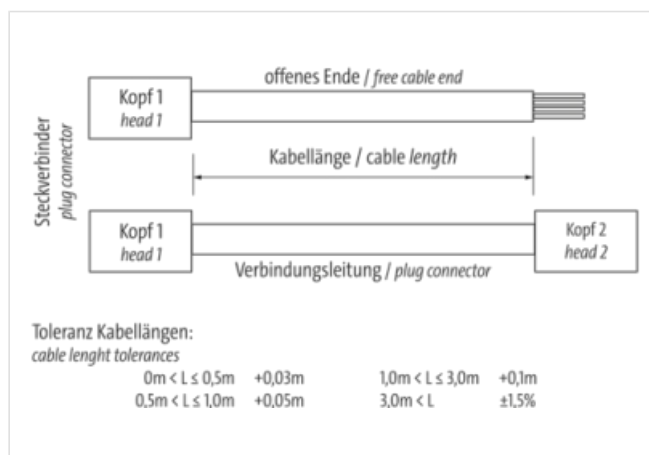 offenes Ende / free cable end
Kopf 1
head 1
Steckverbinder
plug connector
Kabellänge / cable length
Kopf 1
head 1
Kopf 2
head 2
Verbindungsleitung / plug connector
Toleranz Kabellängen:
cable lenght tolerances
0m < L ≤ 0,5m +0,03m 1,0m < L ≤ 3,0m +0,1m
0,5m < L ≤ 1,0m +0,05m 3,0m < L ±1,5%